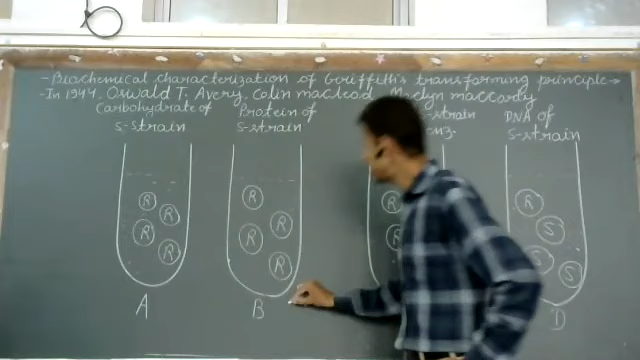 - Biochemical characterization of Griffith's transforming principle →
- In 1944, Oswald T. Avery, Colin macleod, Maclyn maccarty
Carbohydrate of S-Strain
Protein of S-strain
-strain
DNA of S-strain
R
R
R
R
A
R
R
R
R
B
R
R
R
S
S
S
D